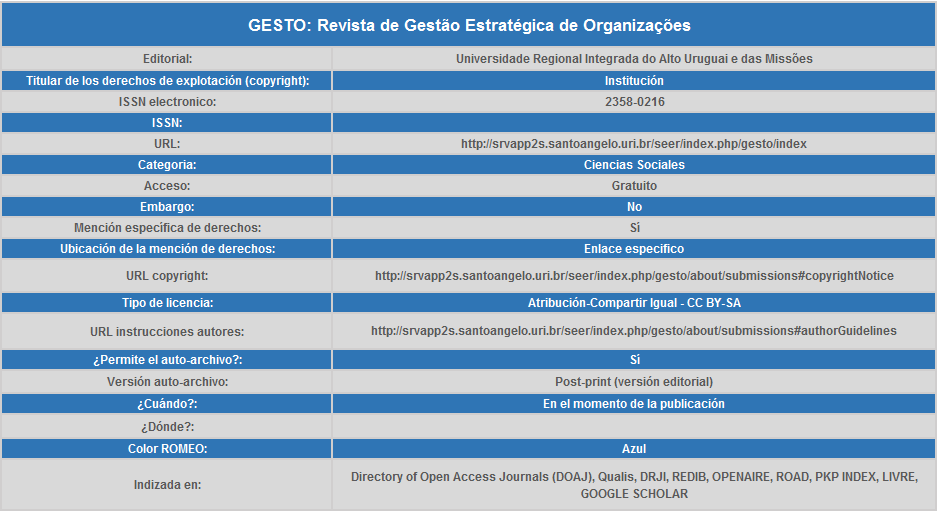 GESTO: Revista de Gestão Estratégica de Organizações
Editorial: Universidade Regional Integrada do Alto Uruguai e das Missões
Titular de los derechos de explotación (copyright): Institución
ISSN electronico: 2358-0216
ISSN:
URL: http://srvapp2s.santoangelo.uri.br/seer/index.php/gesto/index
Categoria: Ciencias Sociales
Acceso: Gratuito
Embargo: No
Mención específica de derechos: Sí
Ubicación de la mención de derechos: Enlace especifico
URL copyright: http://srvapp2s.santoangelo.uri.br/seer/index.php/gesto/about/submissions#copyrightNotice
Tipo de licencia: Atribución-Compartir Igual - CC BY-SA
URL instrucciones autores: http://srvapp2s.santoangelo.uri.br/seer/index.php/gesto/about/submissions#authorGuidelines
¿Permite el auto-archivo?: Sí
Versión auto-archivo: Post-print (versión editorial)
¿Cuándo?: En el momento de la publicación
¿Dónde?:
Color ROMEO: Azul
Indizada en: Directory of Open Access Journals (DOAJ), Qualis, DRJI, REDIB, OPENAIRE, ROAD, PKP INDEX, LIVRE,
GOOGLE SCHOLAR